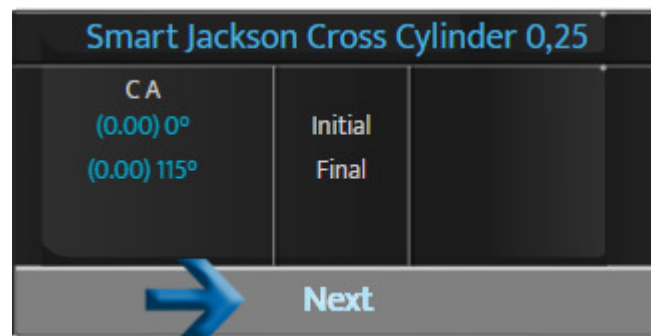 Smart Jackson Cross Cylinder 0,25
C A
(0.00) 0º Initial
(0.00) 115º Final
Next